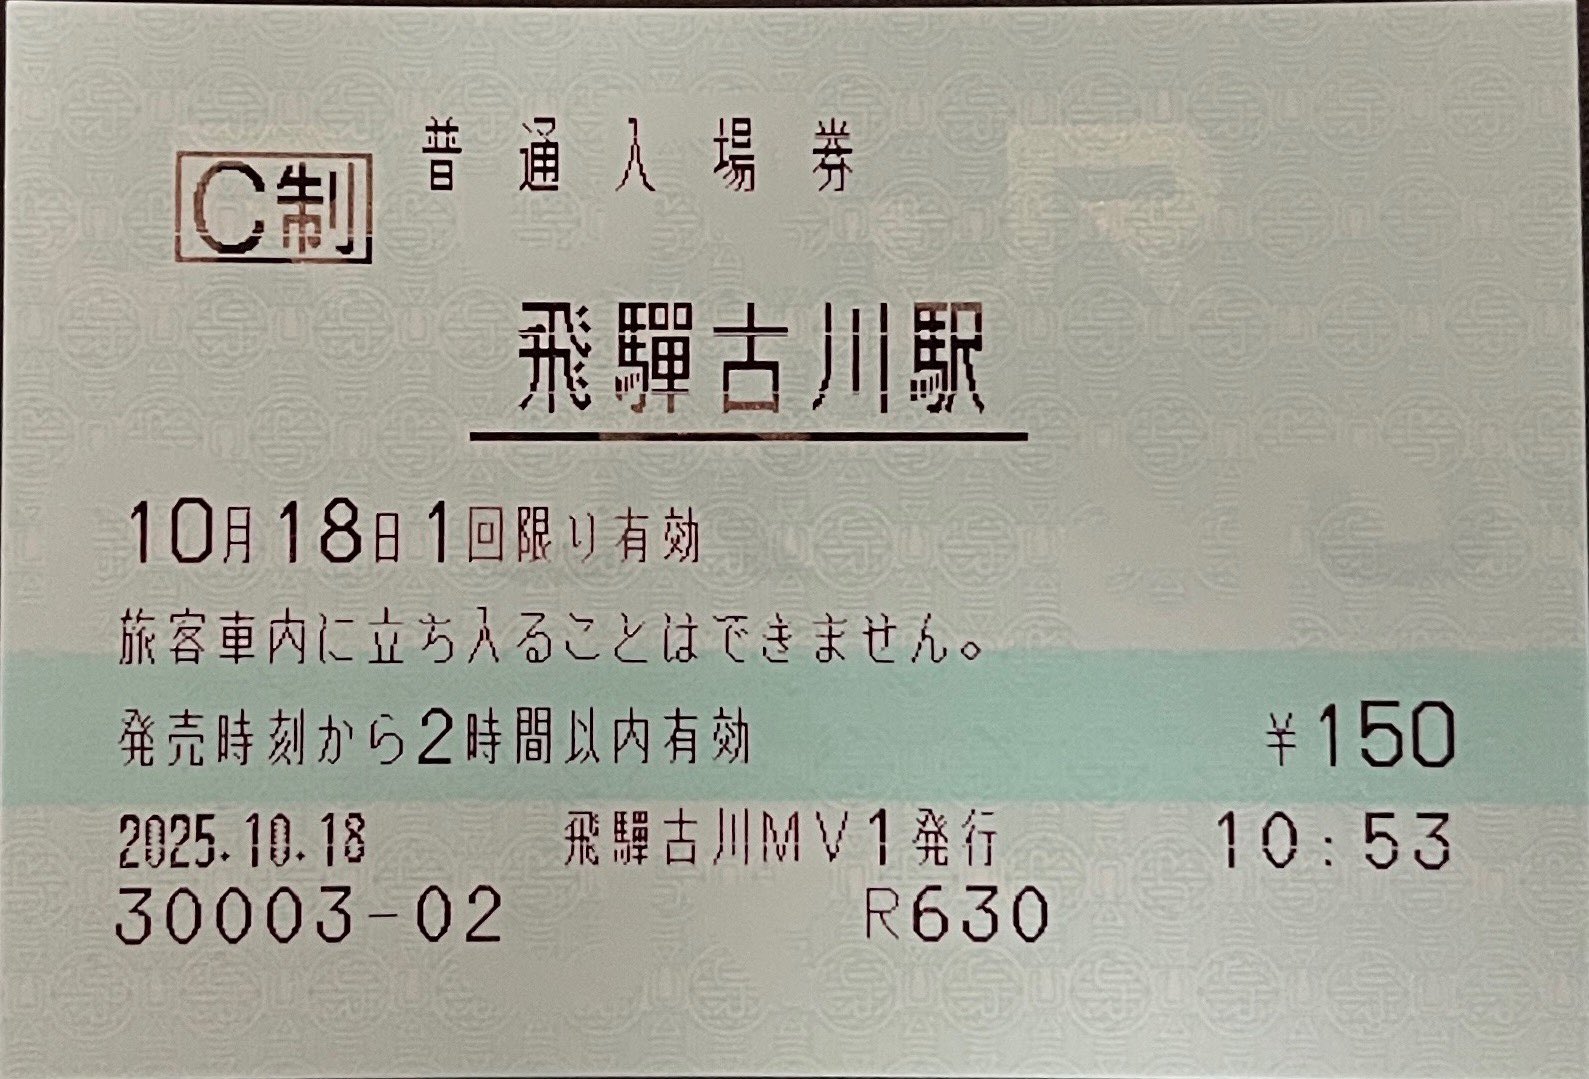 普通入場券
C制
飛驒古川駅
10月18日1回限り有効
旅客車内に立ち入ることはできません。
発売時刻から2時間以内有効 ¥150
2025.10.18 飛驒古川MV1発行 10:53
30003-02 R630